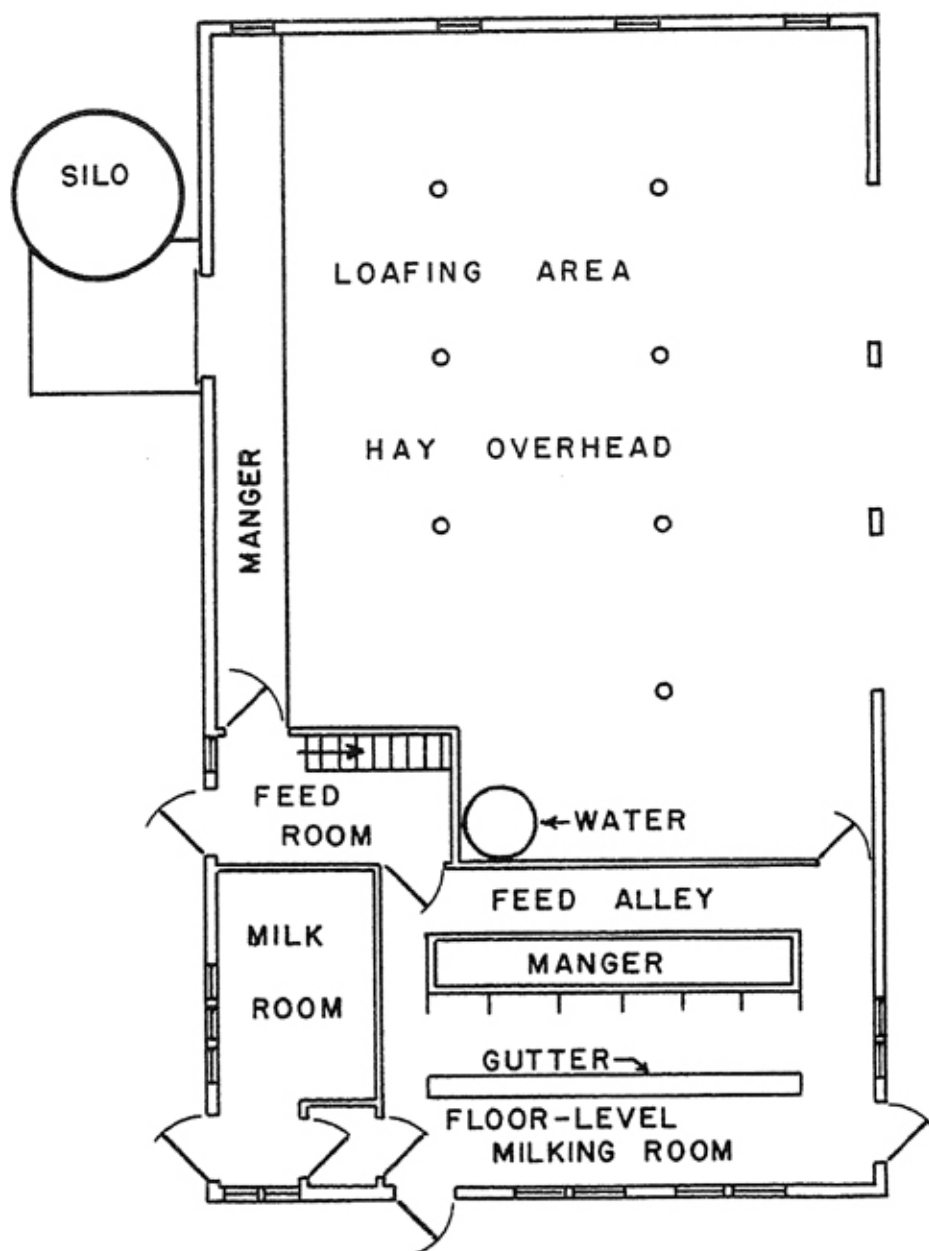 SILO
LOAFING AREA
HAY OVERHEAD
MANGER
FEED
ROOM
WATER
FEED ALLEY
MILK
ROOM
MANGER
GUTTER
FLOOR-LEVEL
MILKING ROOM